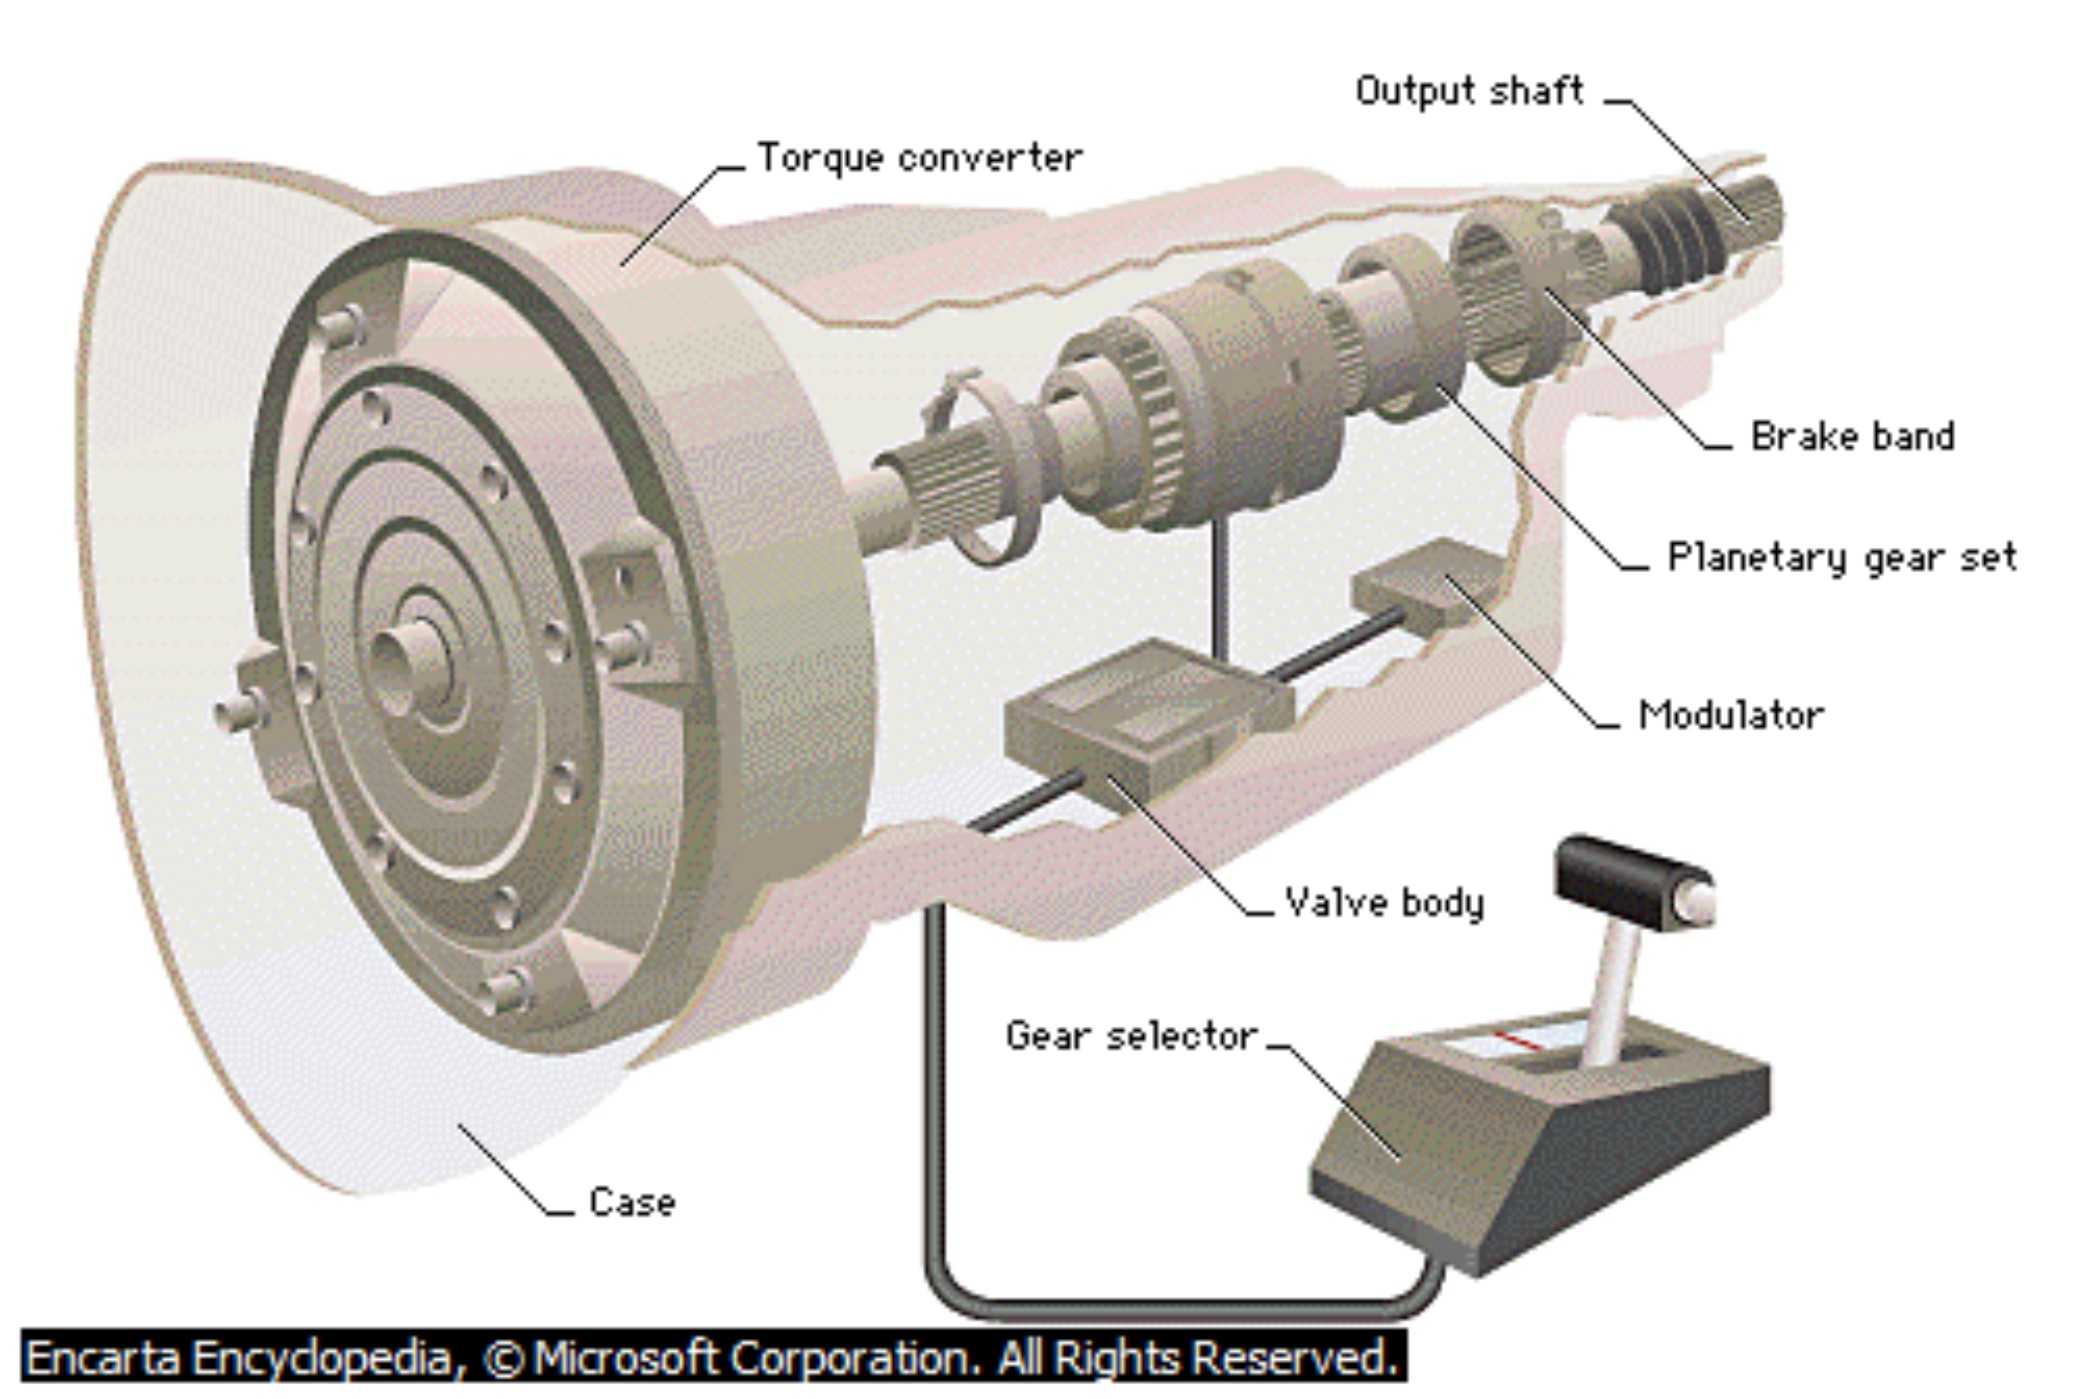 Output shaft
Torque converter
Brake band
Planetary gear set
Modulator
Valve body
Gear selector
Case
Encarta Encyclopedia, © Microsoft Corporation. All Rights Reserved.